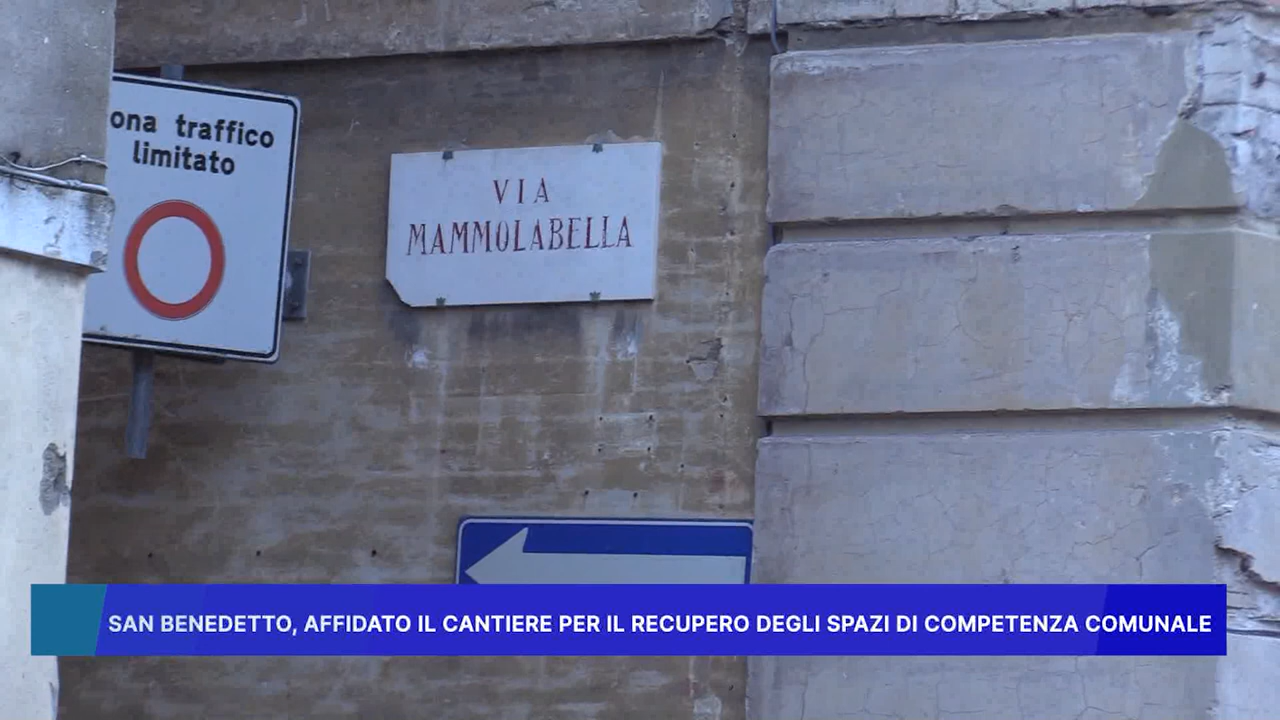 ona traffico
limitato
VIA
MAMMOLABELLA
SAN BENEDETTO, AFFIDATO IL CANTIERE PER IL RECUPERO DEGLI SPAZI DI COMPETENZA COMUNALE